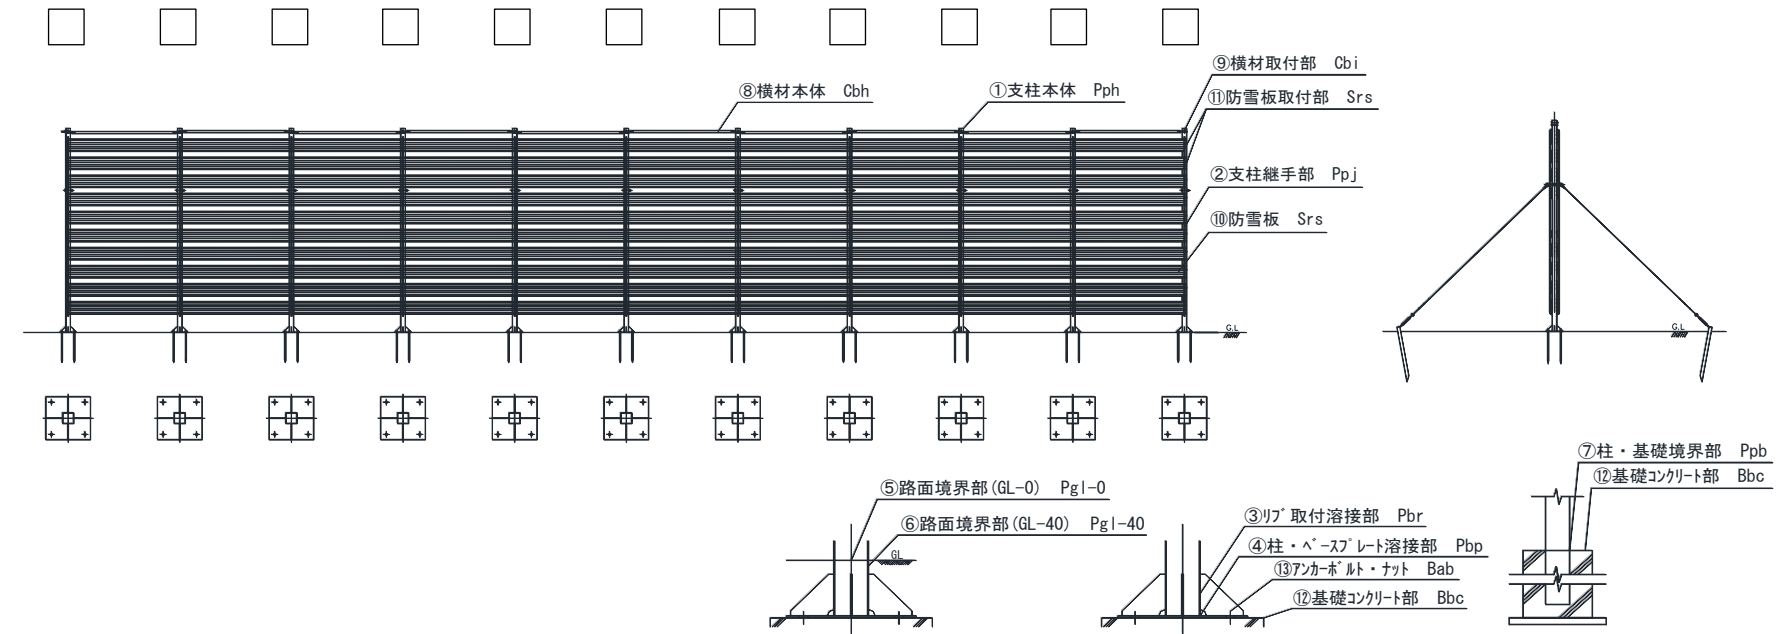 ⑨横材取付部 Cbi
⑧横材本体 Cbh
①支柱本体 Pph
⑪防雪板取付部 Srs
②支柱継手部 Ppj
⑩防雪板 Srs
G.L
G.L
⑦柱・基礎境界部 Ppb
⑫基礎ｺﾝｸﾘｰﾄ部 Bbc
⑤路面境界部(GL-0) Pgl-0
⑥路面境界部(GL-40) Pgl-40
GL
③ﾘﾌﾞ取付溶接部 Pbr
④柱・ﾍﾞｰｽﾌﾟﾚｰﾄ溶接部 Pbp
⑬ｱﾝｶｰﾎﾞﾙﾄ・ﾅｯﾄ Bab
⑫基礎ｺﾝｸﾘｰﾄ部 Bbc